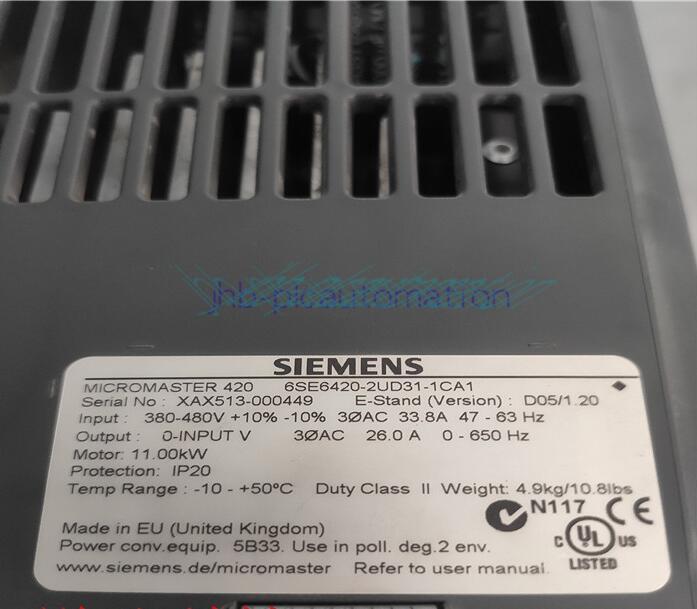 jhb-plcautomation
SIEMENS
MICROMASTER 420 6SE6420-2UD31-1CA1
Serial No : XAX513-000449 E-Stand (Version) : D05/1.20
Input : 380-480V +10% -10% 3ØAC 33.8A 47 - 63 Hz
Output : 0-INPUT V 3ØAC 26.0 A 0 - 650 Hz
Motor: 11.00kW
Protection: IP20
Temp Range : -10 - +50°C Duty Class II Weight: 4.9kg/10.8lbs
N117 CE
Made in EU (United Kingdom)
C UL US
Power conv.equip. 5B33. Use in poll. deg.2 env.
LISTED
www.siemens.de/micromaster Refer to user manual.